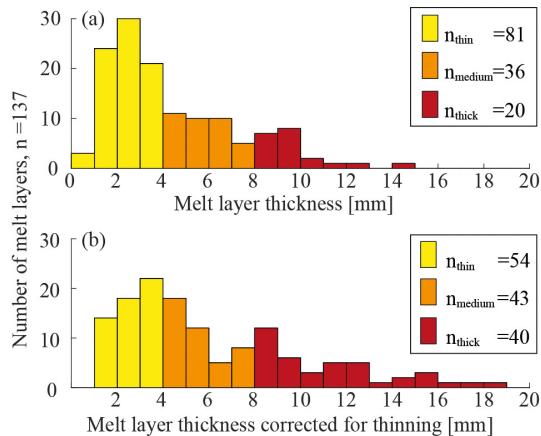 Number of melt layers, n =137
(a)
30
20
10
0
n_thin =81
n_medium=36
n_thick =20
0 2 4 6 8 10 12 14 16 18 20
Melt layer thickness [mm]
(b)
30
20
10
0
n_thin =54
n_medium=43
n_thick =40
2 4 6 8 10 12 14 16 18 20
Melt layer thickness corrected for thinning [mm]